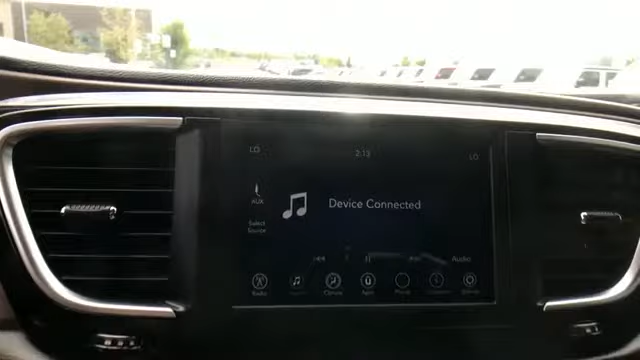 LO 2:13 LO
AUX
Device Connected
Select
Source
Audio
Radio Climate Apps Phone